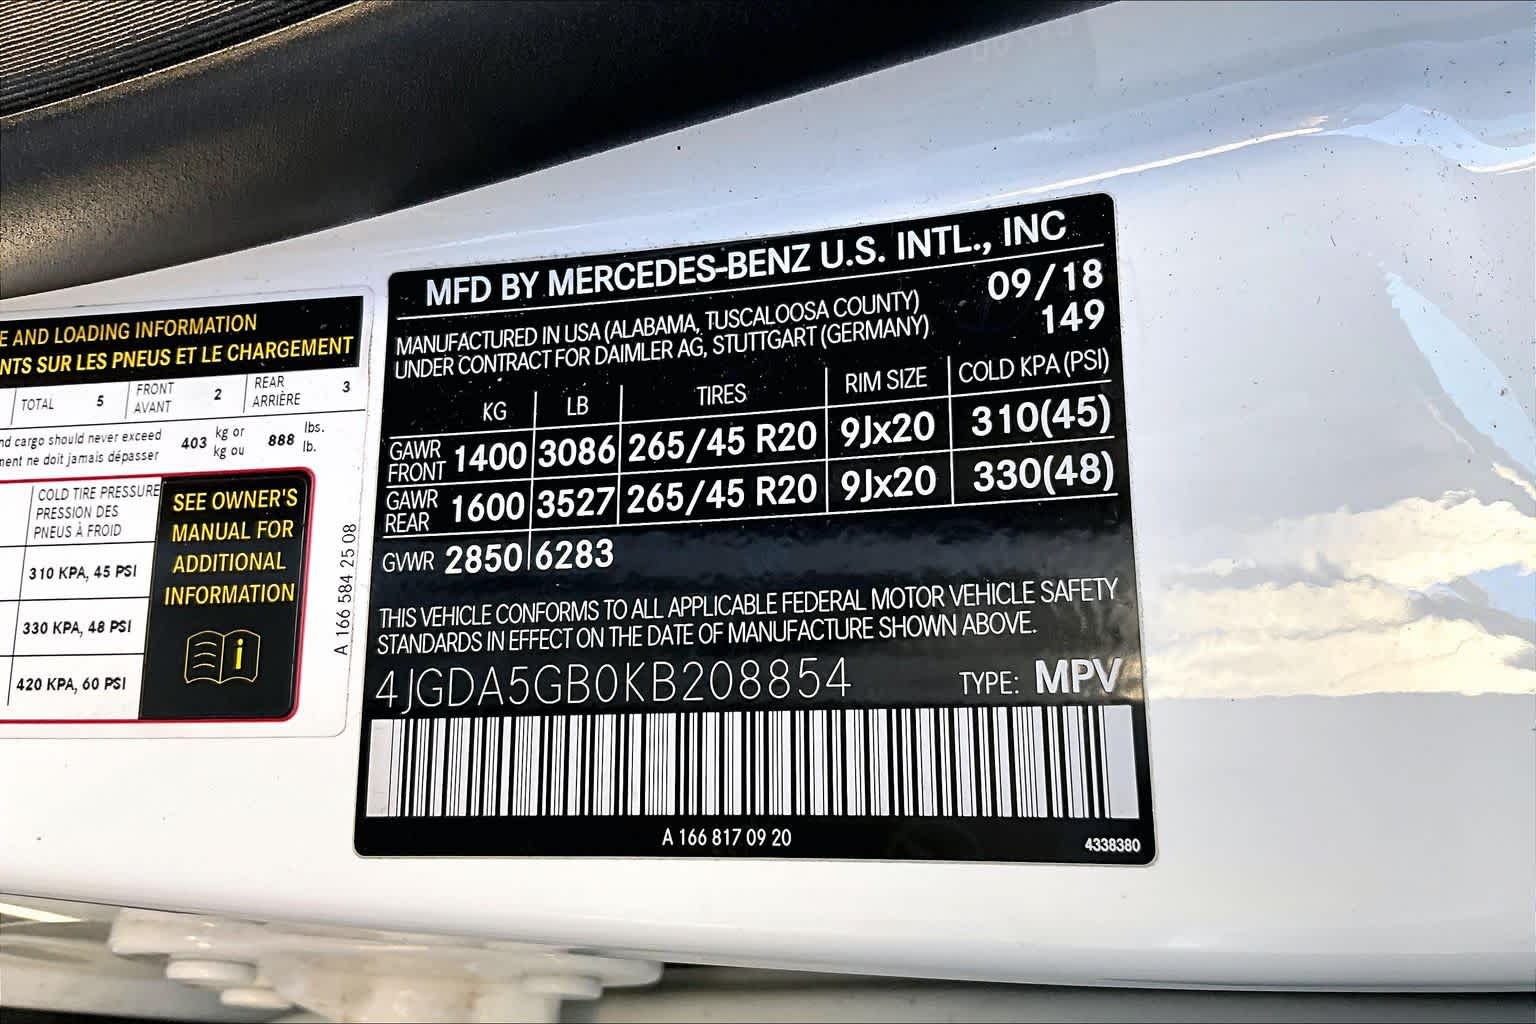 E AND LOADING INFORMATION
NTS SUR LES PNEUS ET LE CHARGEMENT
TOTAL 5 FRONT AVANT 2 REAR ARRIÈRE 3
nd cargo should never exceed
ment ne doit jamais dépasser
403 kg or kg ou 888 lbs. lb.
COLD TIRE PRESSURE
PRESSION DES
PNEUS À FROID
310 KPA, 45 PSI
330 KPA, 48 PSI
420 KPA, 60 PSI
SEE OWNER'S
MANUAL FOR
ADDITIONAL
INFORMATION
i
A 166 584 25 08
MFD BY MERCEDES-BENZ U.S. INTL., INC
MANUFACTURED IN USA (ALABAMA, TUSCALOOSA COUNTY) 09/18
UNDER CONTRACT FOR DAIMLER AG, STUTTGART (GERMANY) 149
KG LB TIRES RIM SIZE COLD KPA (PSI)
GAWR FRONT 1400 3086 265/45 R20 9Jx20 310(45)
GAWR REAR 1600 3527 265/45 R20 9Jx20 330(48)
GVWR 2850 6283
THIS VEHICLE CONFORMS TO ALL APPLICABLE FEDERAL MOTOR VEHICLE SAFETY
STANDARDS IN EFFECT ON THE DATE OF MANUFACTURE SHOWN ABOVE.
4JGDA5GB0KB208854 TYPE: MPV
A 166 817 09 20
4338380